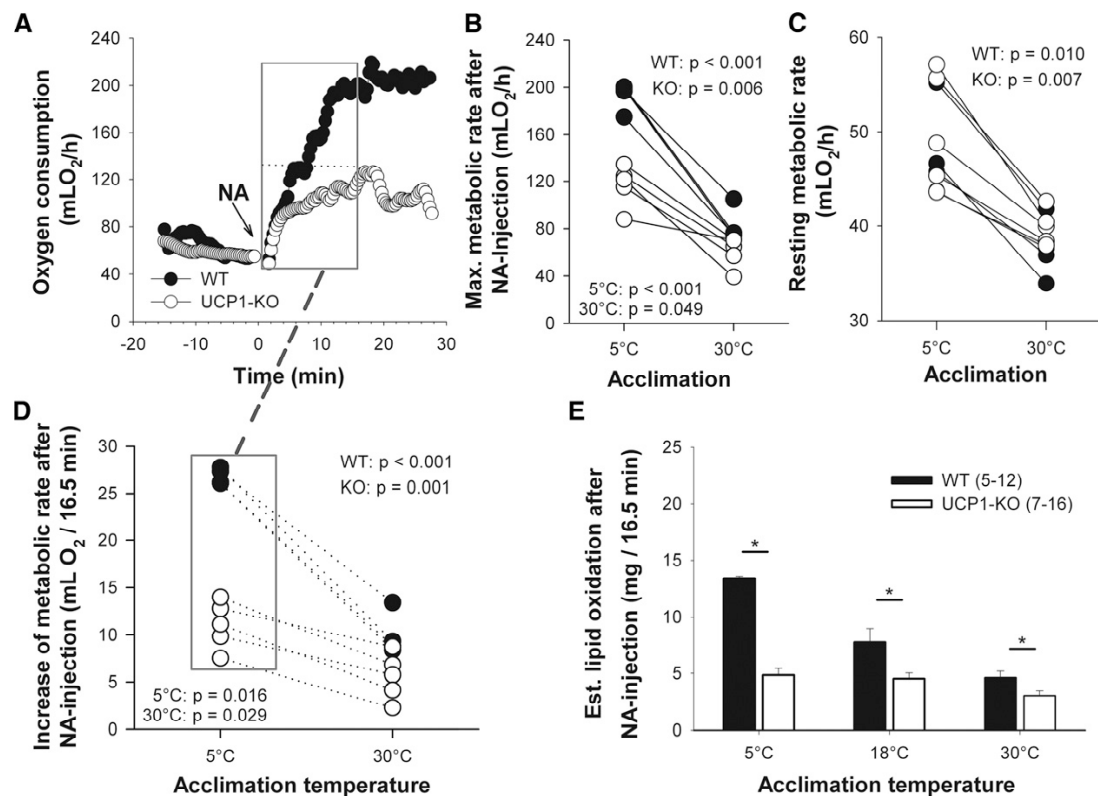 A
Oxygen consumption
(mLO2/h)
240
200
160
120
80
40
0
NA
WT
UCP1-KO
-20
-10
0
10
20
30
Time (min)
B
Max. metabolic rate after
NA-Injection (mLO2/h)
240
200
160
120
80
40
0
WT: p < 0.001
KO: p = 0.006
5°C: p < 0.001
30°C: p = 0.049
5°C
30°C
Acclimation
C
Resting metabolic rate
(mLO2/h)
60
50
40
30
WT: p = 0.010
KO: p = 0.007
5°C
30°C
Acclimation
D
Increase of metabolic rate after
NA-injection (mL O2 / 16.5 min)
30
25
20
15
10
5
0
WT: p < 0.001
KO: p = 0.001
5°C: p = 0.016
30°C: p = 0.029
5°C
30°C
Acclimation temperature
E
Est. lipid oxidation after
NA-injection (mg / 16.5 min)
25
20
15
10
5
0
WT (5-12)
UCP1-KO (7-16)
*
*
*
5°C
18°C
30°C
Acclimation temperature